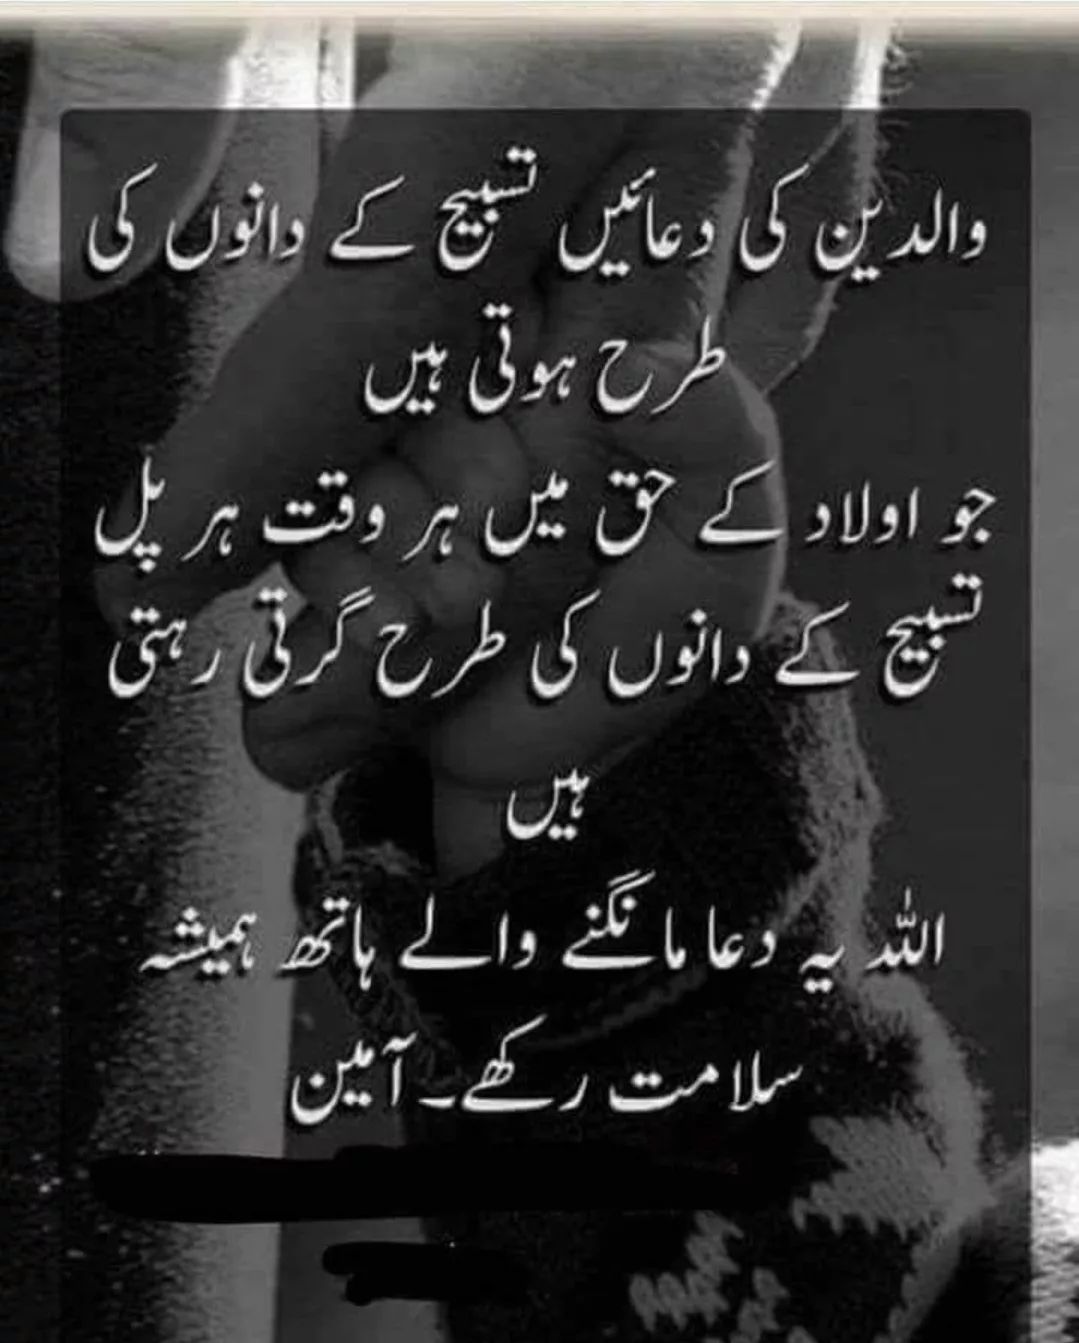 والدین کی دعائیں تسبیح کے دانوں کی
طرح ہوتی ہیں
جو اولاد کے حق میں ہر وقت ہر پل
تسبیح کے دانوں کی طرح گرتی رہتی
ہیں
اللہ یہ دعا مانگنے والے ہاتھ ہمیشہ
سلامت رکھے۔ آمین